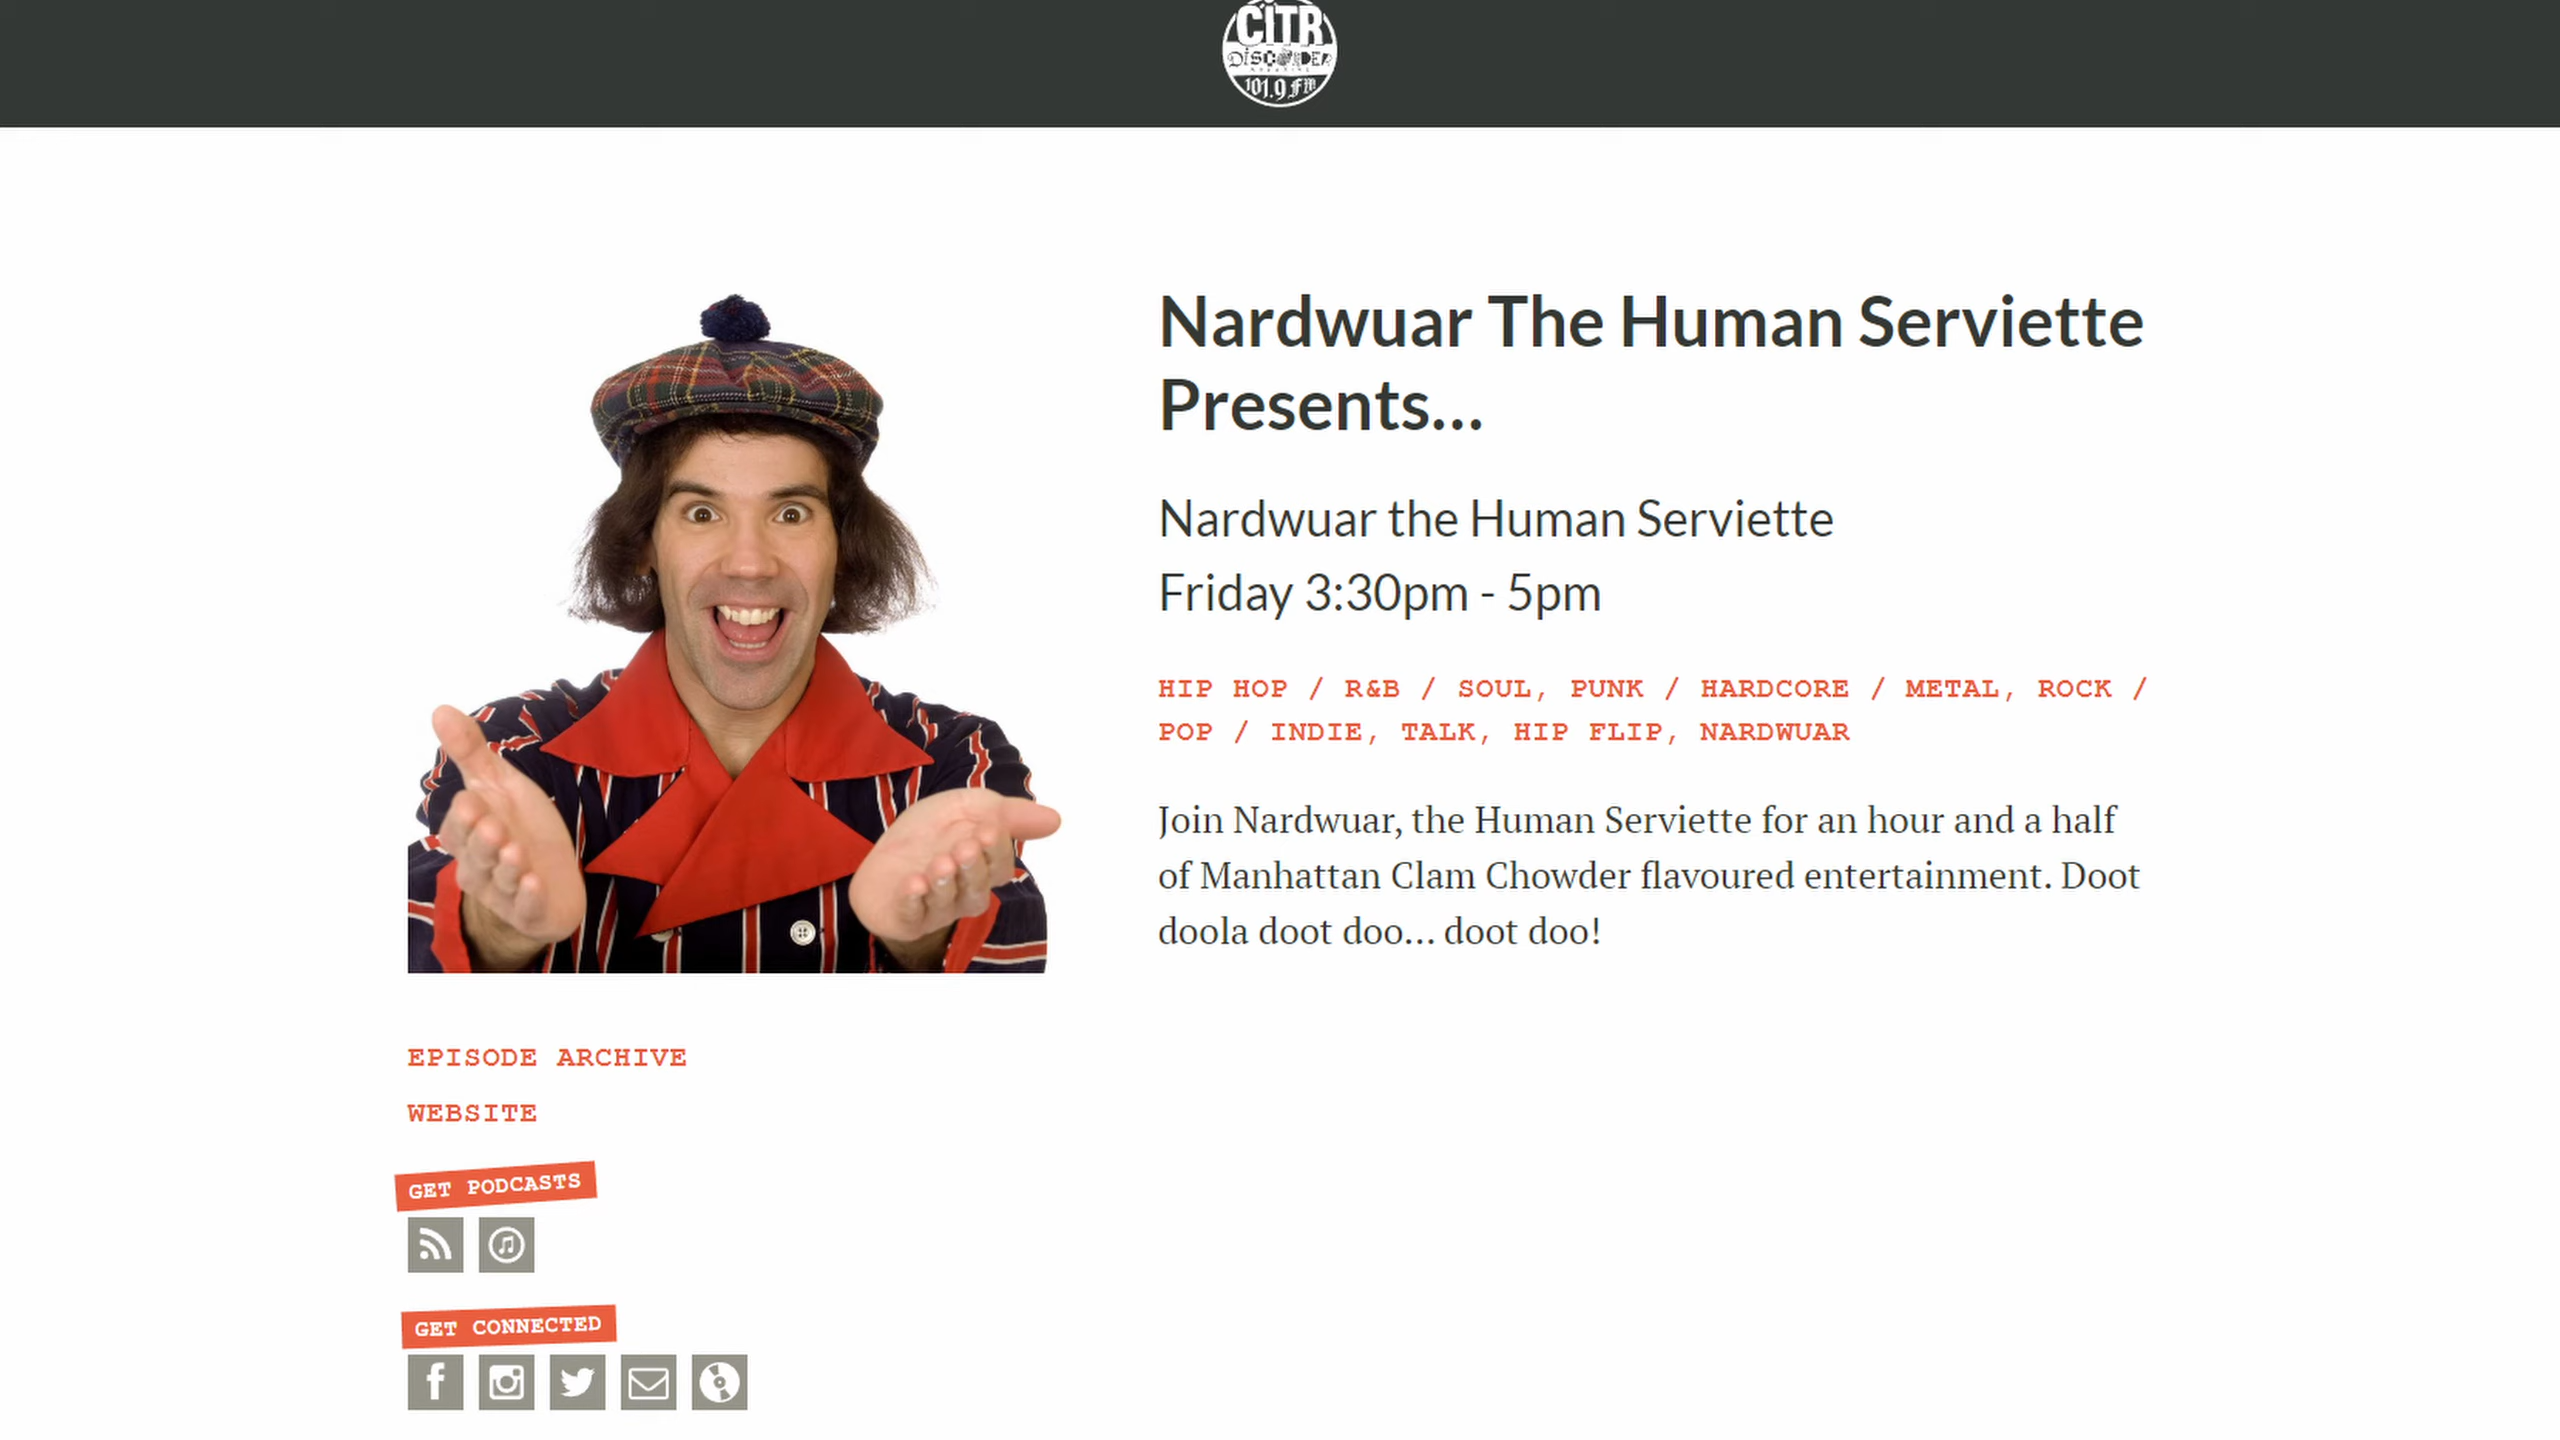 CiTR
DISCORDER
101.9 FM
Nardwuar The Human Serviette
Presents...
Nardwuar the Human Serviette
Friday 3:30pm - 5pm
HIP HOP / R&B / SOUL, PUNK / HARDCORE / METAL, ROCK /
POP / INDIE, TALK, HIP FLIP, NARDWUAR
Join Nardwuar, the Human Serviette for an hour and a half
of Manhattan Clam Chowder flavoured entertainment. Doot
doola doot doo... doot doo!
EPISODE ARCHIVE
WEBSITE
GET PODCASTS
GET CONNECTED